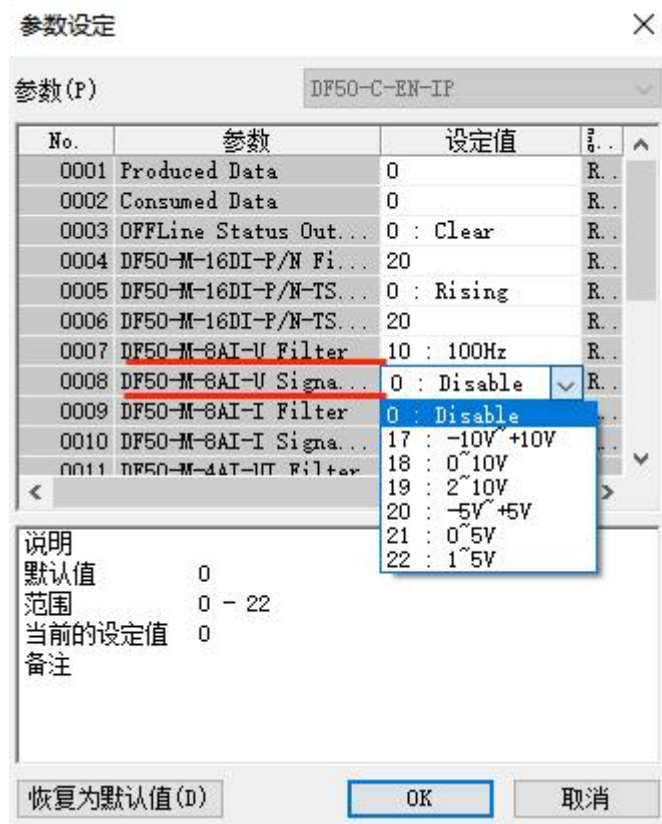 参数设定
参数(P) DF50-C-EN-IP
No. 参数 设定值
0001 Produced Data 0 R..
0002 Consumed Data 0 R..
0003 OFFLine Status Out... 0 : Clear R..
0004 DF50-M-16DI-P/N Fi... 20 R..
0005 DF50-M-16DI-P/N-TS... 0 : Rising R..
0006 DF50-M-16DI-P/N-TS... 20 R..
0007 DF50-M-8AI-U Filter 10 : 100Hz R..
0008 DF50-M-8AI-U Signa... 0 : Disable R..
0009 DF50-M-8AI-I Filter 0 : Disable
0010 DF50-M-8AI-I Signa... 17 : -10V~+10V
18 : 0~10V
0011 DF50-M-4AI-UI Filter 19 : 2~10V
20 : -5V~+5V
21 : 0~5V
22 : 1~5V
说明
默认值 0
范围 0 - 22
当前的设定值 0
备注
恢复为默认值(D) OK 取消